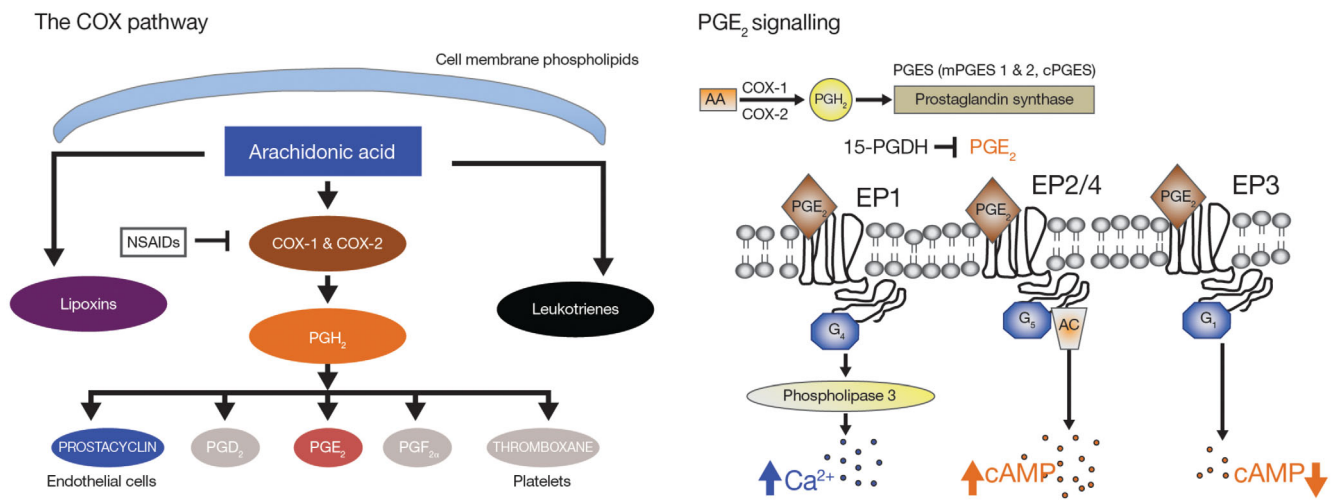 The COX pathway
Cell membrane phospholipids
Arachidonic acid
NSAIDs
COX-1 & COX-2
Lipoxins
Leukotrienes
PGH₂
PROSTACYCLIN
PGD₂
PGE₂
PGF₂α
THROMBOXANE
Endothelial cells
Platelets
PGE₂ signalling
PGES (mPGES 1 & 2, cPGES)
AA
COX-1
COX-2
PGH₂
Prostaglandin synthase
15-PGDH
PGE₂
EP1
EP2/4
EP3
PGE₂
PGE₂
PGE₂
G₄
G₅
AC
G₁
Phospholipase 3
Ca²⁺
cAMP
cAMP